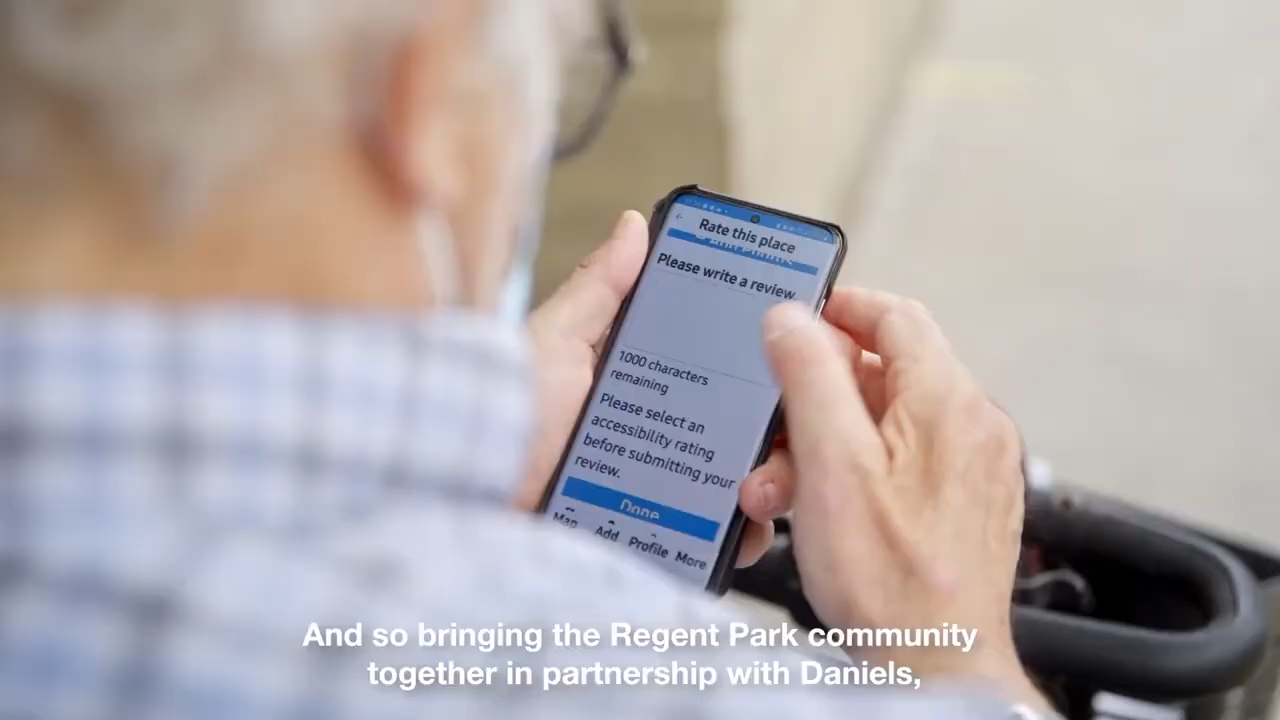 Rate this place
Please write a review
1000 characters
remaining
Please select an
accessibility rating
before submitting your
review.
Done
Map Add Profile More
And so bringing the Regent Park community
together in partnership with Daniels,